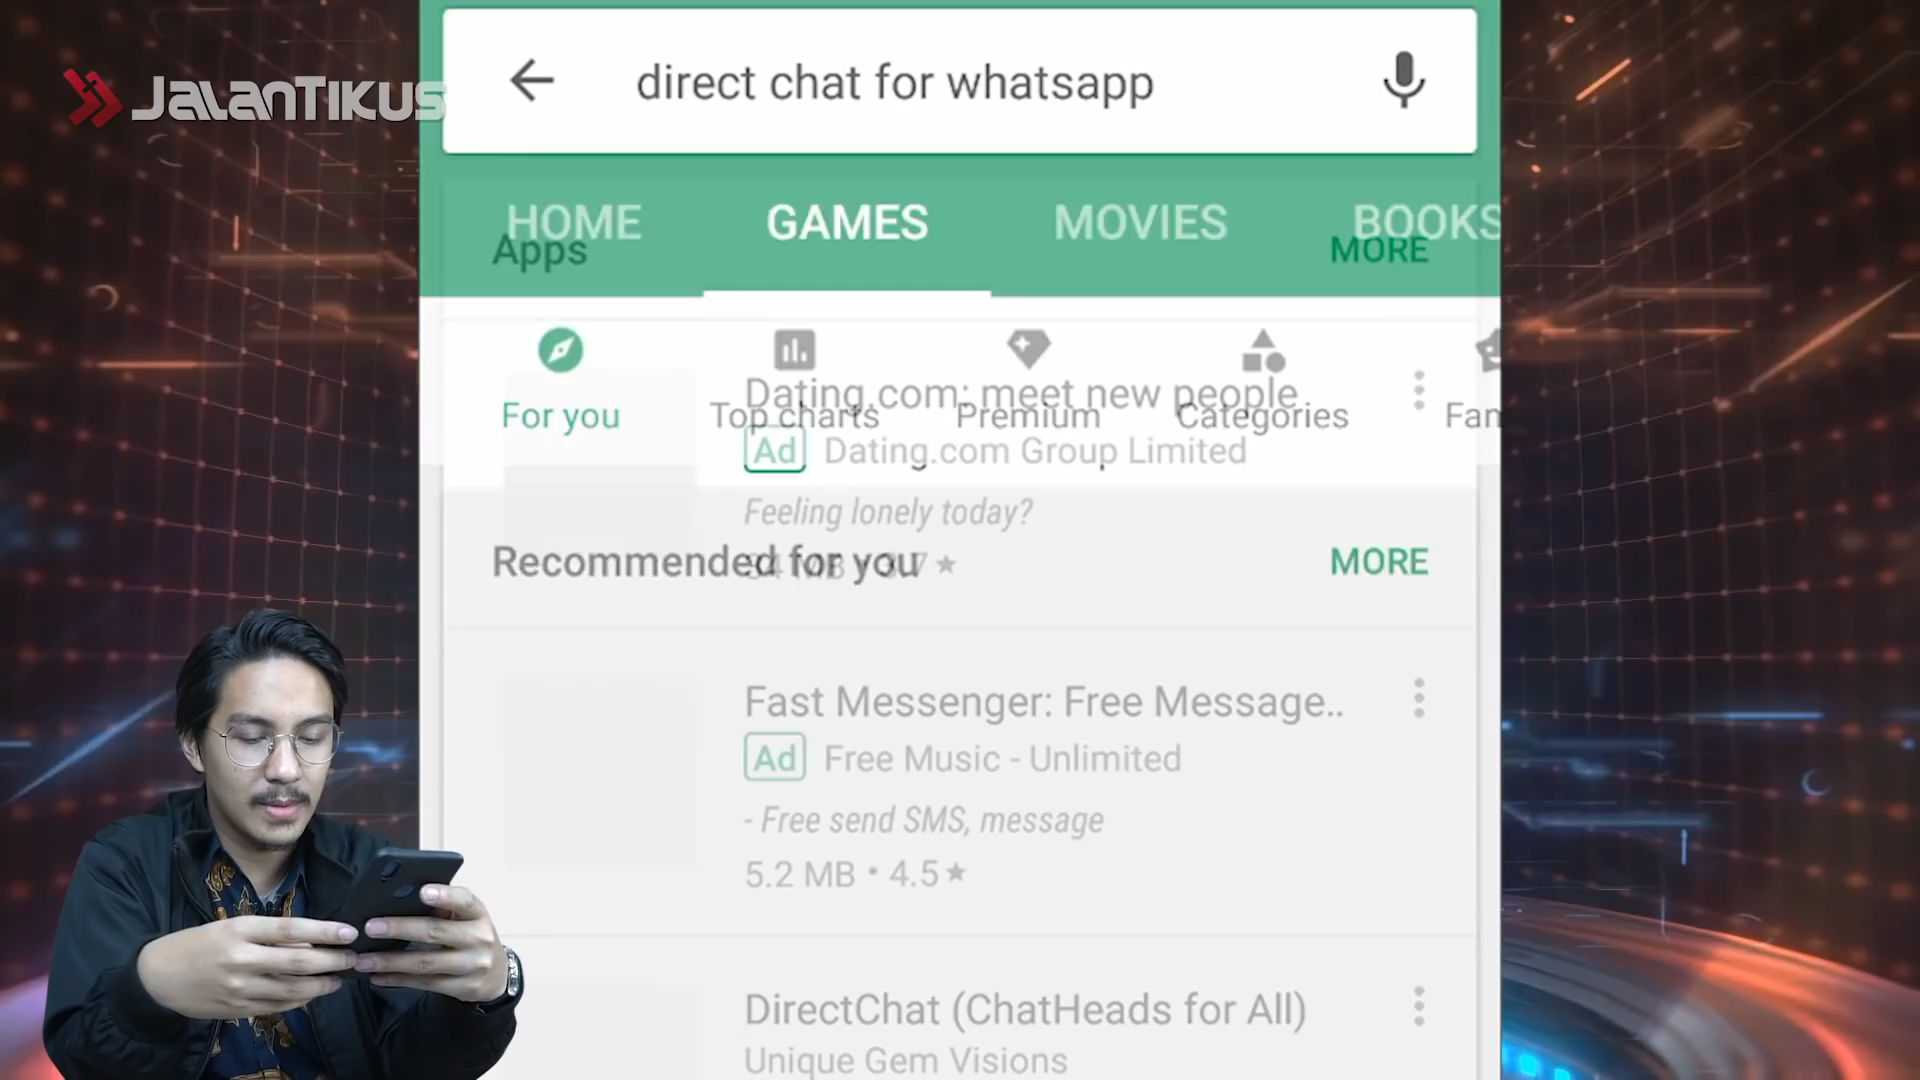 JALANTIKUS
direct chat for whatsapp
HOME GAMES MOVIES BOOKS
Apps MORE
For you Top charts Premium Categories Fam
Dating.com: meet new people
Ad Dating.com Group Limited
Feeling lonely today?
Recommended for you MORE
Fast Messenger: Free Message..
Ad Free Music - Unlimited
- Free send SMS, message
5.2 MB • 4.5★
DirectChat (ChatHeads for All)
Unique Gem Visions